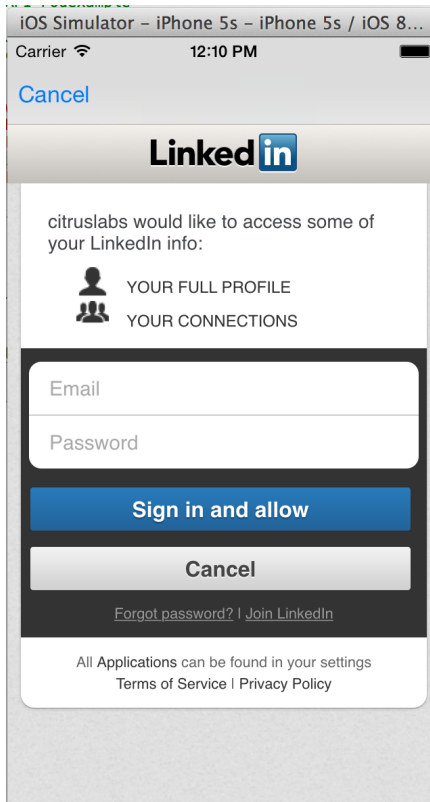 iOS Simulator – iPhone 5s – iPhone 5s / iOS 8...
Carrier 12:10 PM
Cancel
Linked in
citruslabs would like to access some of
your LinkedIn info:
YOUR FULL PROFILE
YOUR CONNECTIONS
Email
Password
Sign in and allow
Cancel
Forgot password? | Join LinkedIn
All Applications can be found in your settings
Terms of Service | Privacy Policy